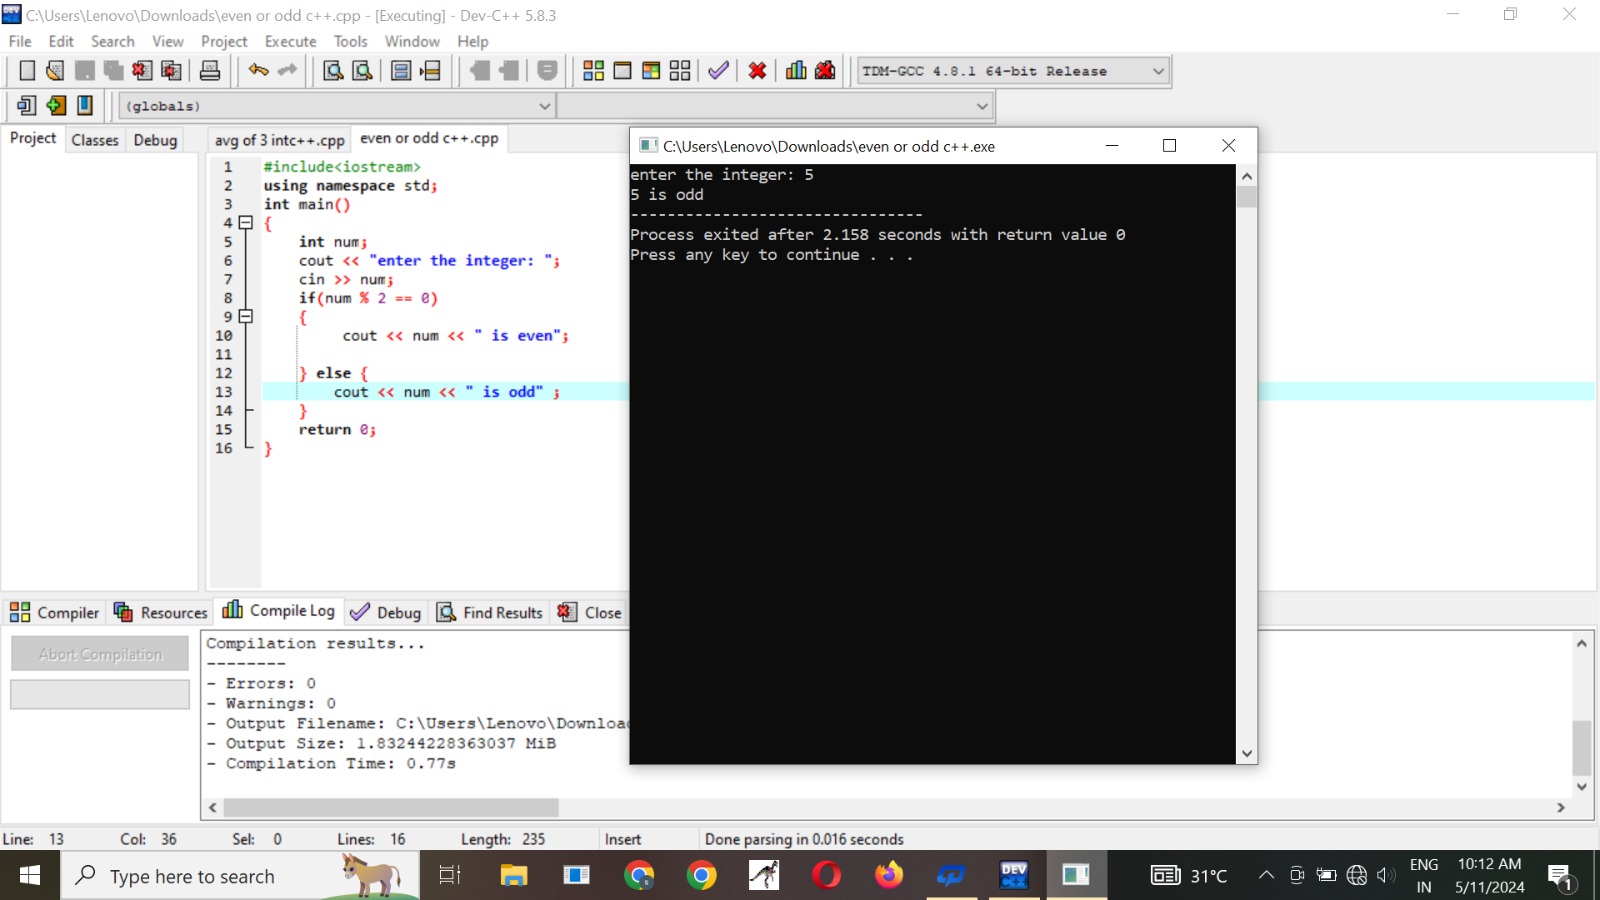 C:\Users\Lenovo\Downloads\even or odd c++.cpp - [Executing] - Dev-C++ 5.8.3
File Edit Search View Project Execute Tools Window Help
TDM-GCC 4.8.1 64-bit Release
(globals)
Project Classes Debug
avg of 3 intc++.cpp even or odd c++.cpp
1 #include<iostream>
2 using namespace std;
3 int main()
4 {
5 int num;
6 cout << "enter the integer: ";
7 cin >> num;
8 if(num % 2 == 0)
9 {
10 cout << num << " is even";
11
12 } else {
13 cout << num << " is odd" ;
14 }
15 return 0;
16 }
C:\Users\Lenovo\Downloads\even or odd c++.exe
enter the integer: 5
5 is odd
--------------------------------
Process exited after 2.158 seconds with return value 0
Press any key to continue . . .
Compiler Resources Compile Log Debug Find Results Close
Abort Compilation
Compilation results...
--------
- Errors: 0
- Warnings: 0
- Output Filename: C:\Users\Lenovo\Downloa
- Output Size: 1.83244228363037 MiB
- Compilation Time: 0.77s
Line: 13 Col: 36 Sel: 0 Lines: 16 Length: 235 Insert Done parsing in 0.016 seconds
Type here to search
DEV C++
31°C
ENG
IN
10:12 AM
5/11/2024
1